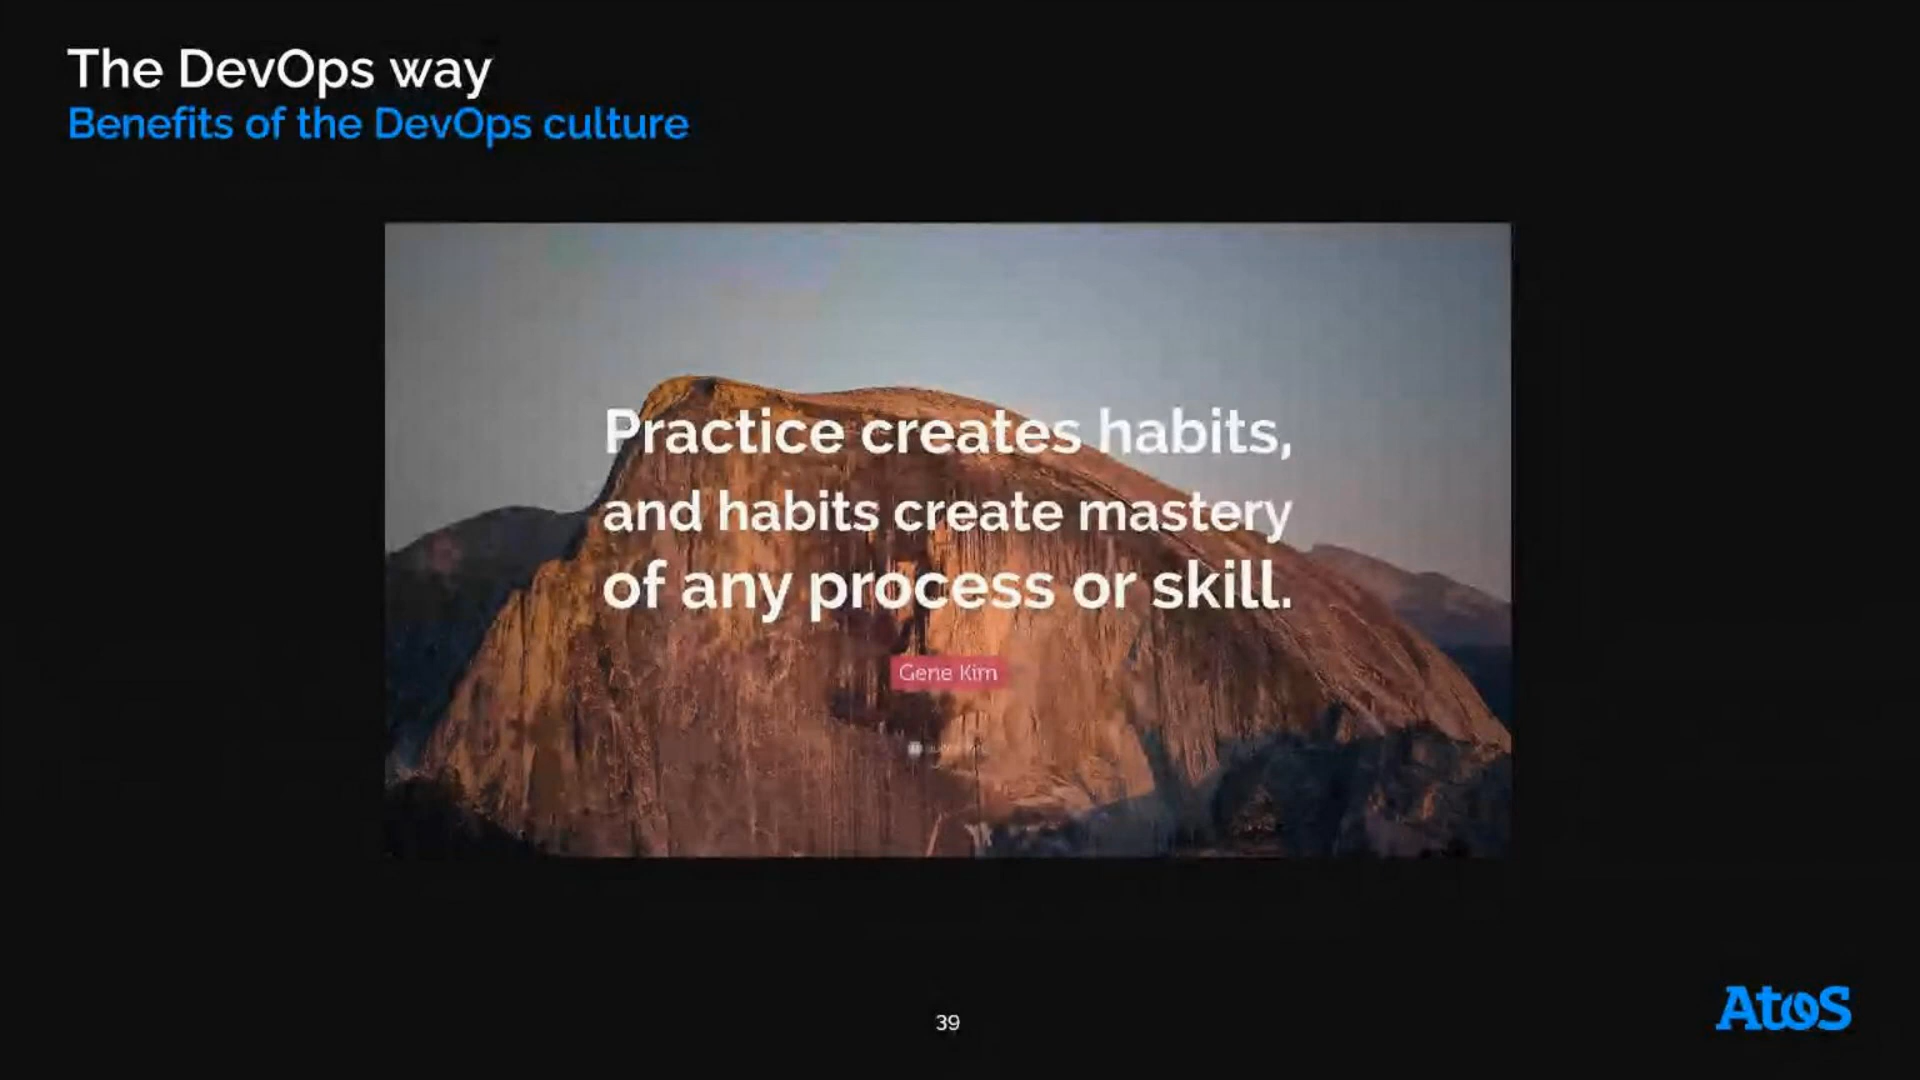 The DevOps way
Benefits of the DevOps culture
Practice creates habits,
and habits create mastery
of any process or skill.
Gene Kim
39
Atos